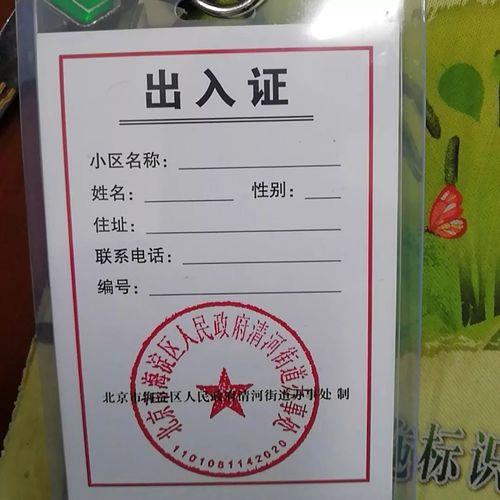 出入证
小区名称：
姓名： 性别：
住址：
联系电话：
编号：
北京市海淀区人民政府清河街道办事处
北京市海淀区人民政府清河街道办事处 制
1101081142020
标识